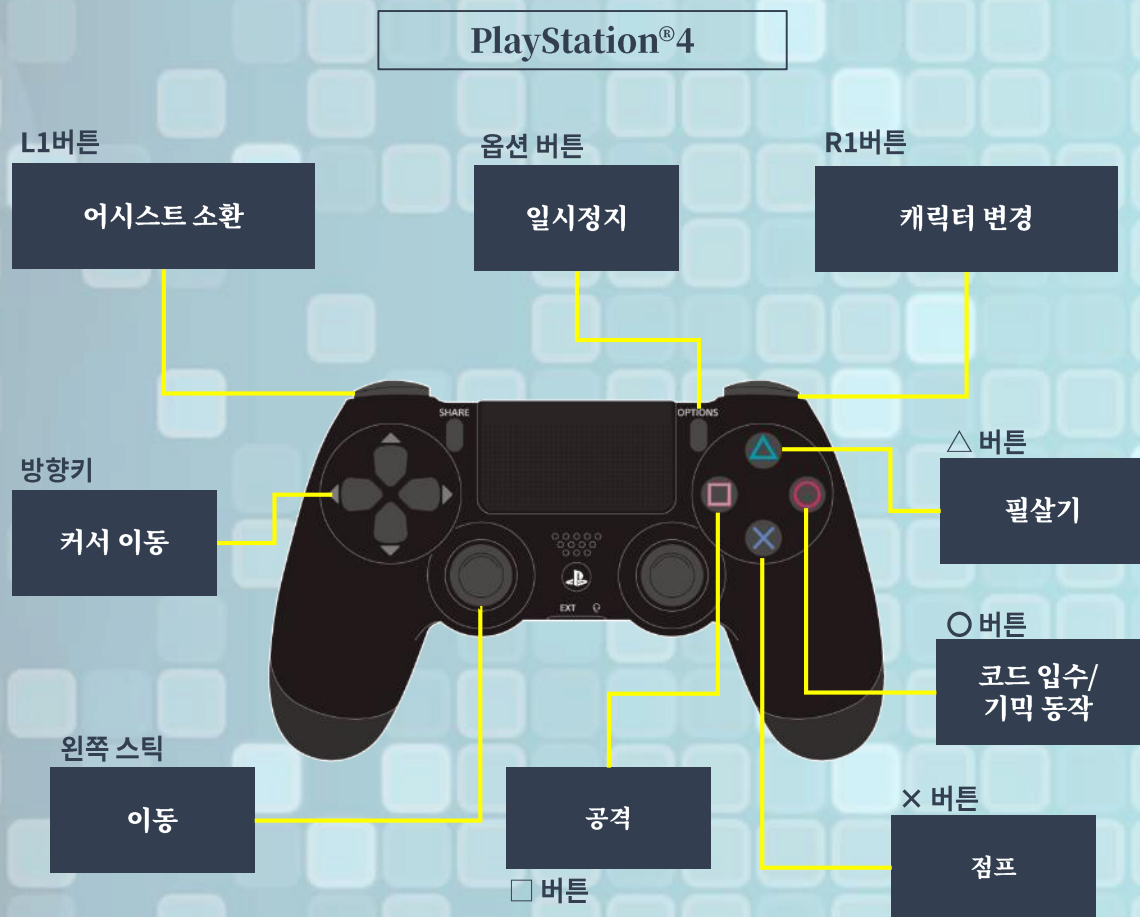 PlayStation®4
L1버튼
어시스트 소환
옵션 버튼
일시정지
R1버튼
캐릭터 변경
SHARE
OPTIONS
방향키
커서 이동
△ 버튼
필살기
EXT
○ 버튼
코드 입수/
기믹 동작
왼쪽 스틱
이동
공격
□ 버튼
× 버튼
점프